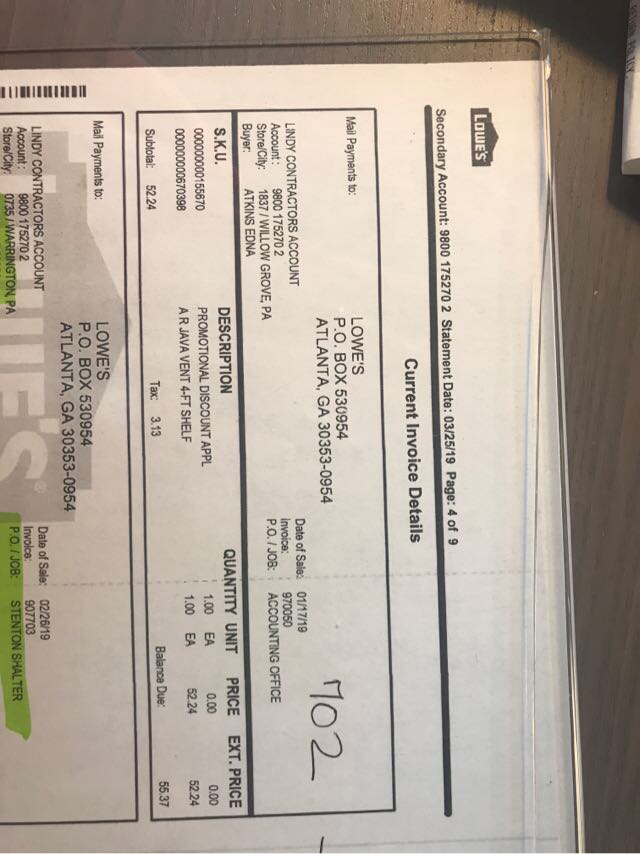 LOWE'S
Secondary Account: 9800 175270 2 Statement Date: 03/25/19 Page: 4 of 9
Current Invoice Details
Mail Payments to:
LOWE'S
P.O. BOX 530954
ATLANTA, GA 30353-0954
702
LINDY CONTRACTORS ACCOUNT
Account: 9800 175270 2
Store/City: 1837 / WILLOW GROVE, PA
Buyer: ATKINS EDNA
Date of Sale: 01/17/19
Invoice: 970050
P.O. / JOB: ACCOUNTING OFFICE
S.K.U. DESCRIPTION QUANTITY UNIT PRICE EXT. PRICE
00000000155670 PROMOTIONAL DISCOUNT APPL 1.00 EA 0.00 0.00
00000000670398 A R JAVA VENT 4-FT SHELF 1.00 EA 52.24 52.24
Subtotal: 52.24 Tax: 3.13 Balance Due: 55.37
Mail Payments to:
LOWE'S
P.O. BOX 530954
ATLANTA, GA 30353-0954
LINDY CONTRACTORS ACCOUNT
Account: 9800 175270 2
Store/City: 0735 / WARRINGTON, PA
Date of Sale: 02/26/19
Invoice: 907703
P.O. / JOB: STENTON SHALTER